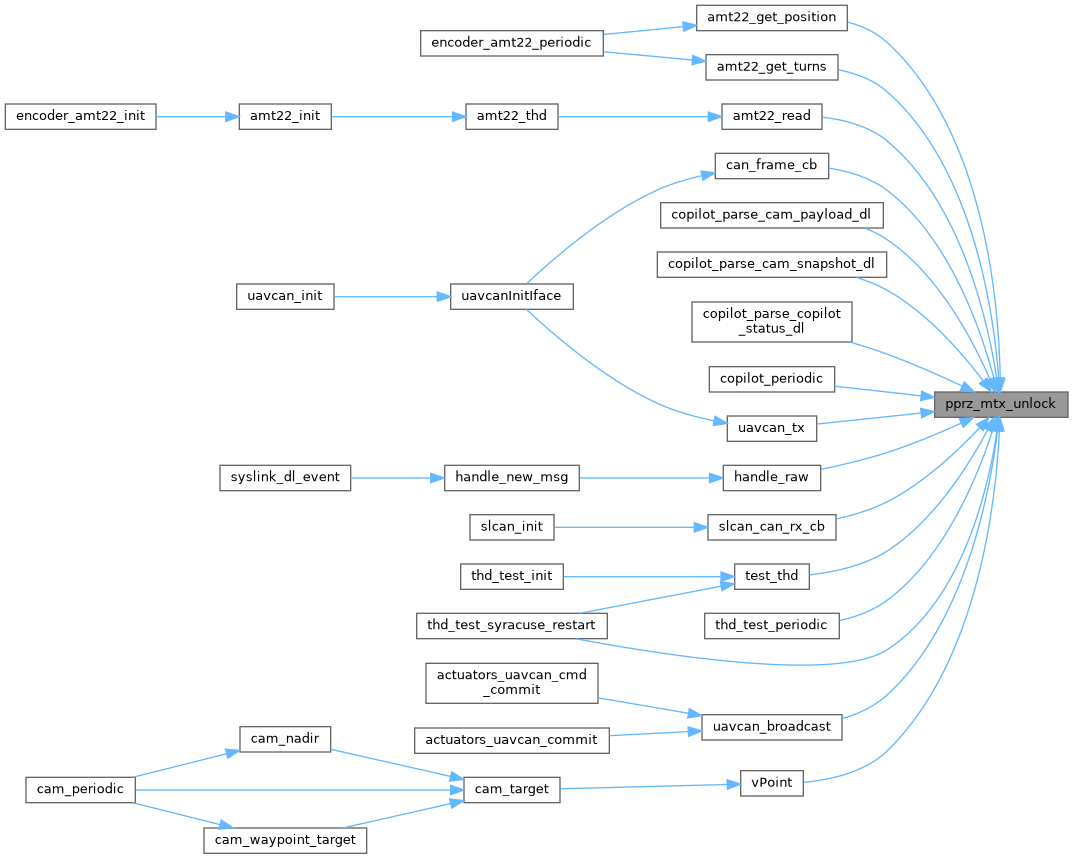 amt22_get_position
encoder_amt22_periodic
amt22_get_turns
encoder_amt22_init
amt22_init
amt22_thd
amt22_read
can_frame_cb
copilot_parse_cam_payload_dl
copilot_parse_cam_snapshot_dl
uavcan_init
uavcanInitIface
copilot_parse_copilot
_status_dl
copilot_periodic
pprz_mtx_unlock
uavcan_tx
syslink_dl_event
handle_new_msg
handle_raw
slcan_init
slcan_can_rx_cb
thd_test_init
test_thd
thd_test_syracuse_restart
thd_test_periodic
actuators_uavcan_cmd
_commit
actuators_uavcan_commit
uavcan_broadcast
cam_nadir
cam_periodic
cam_target
vPoint
cam_waypoint_target